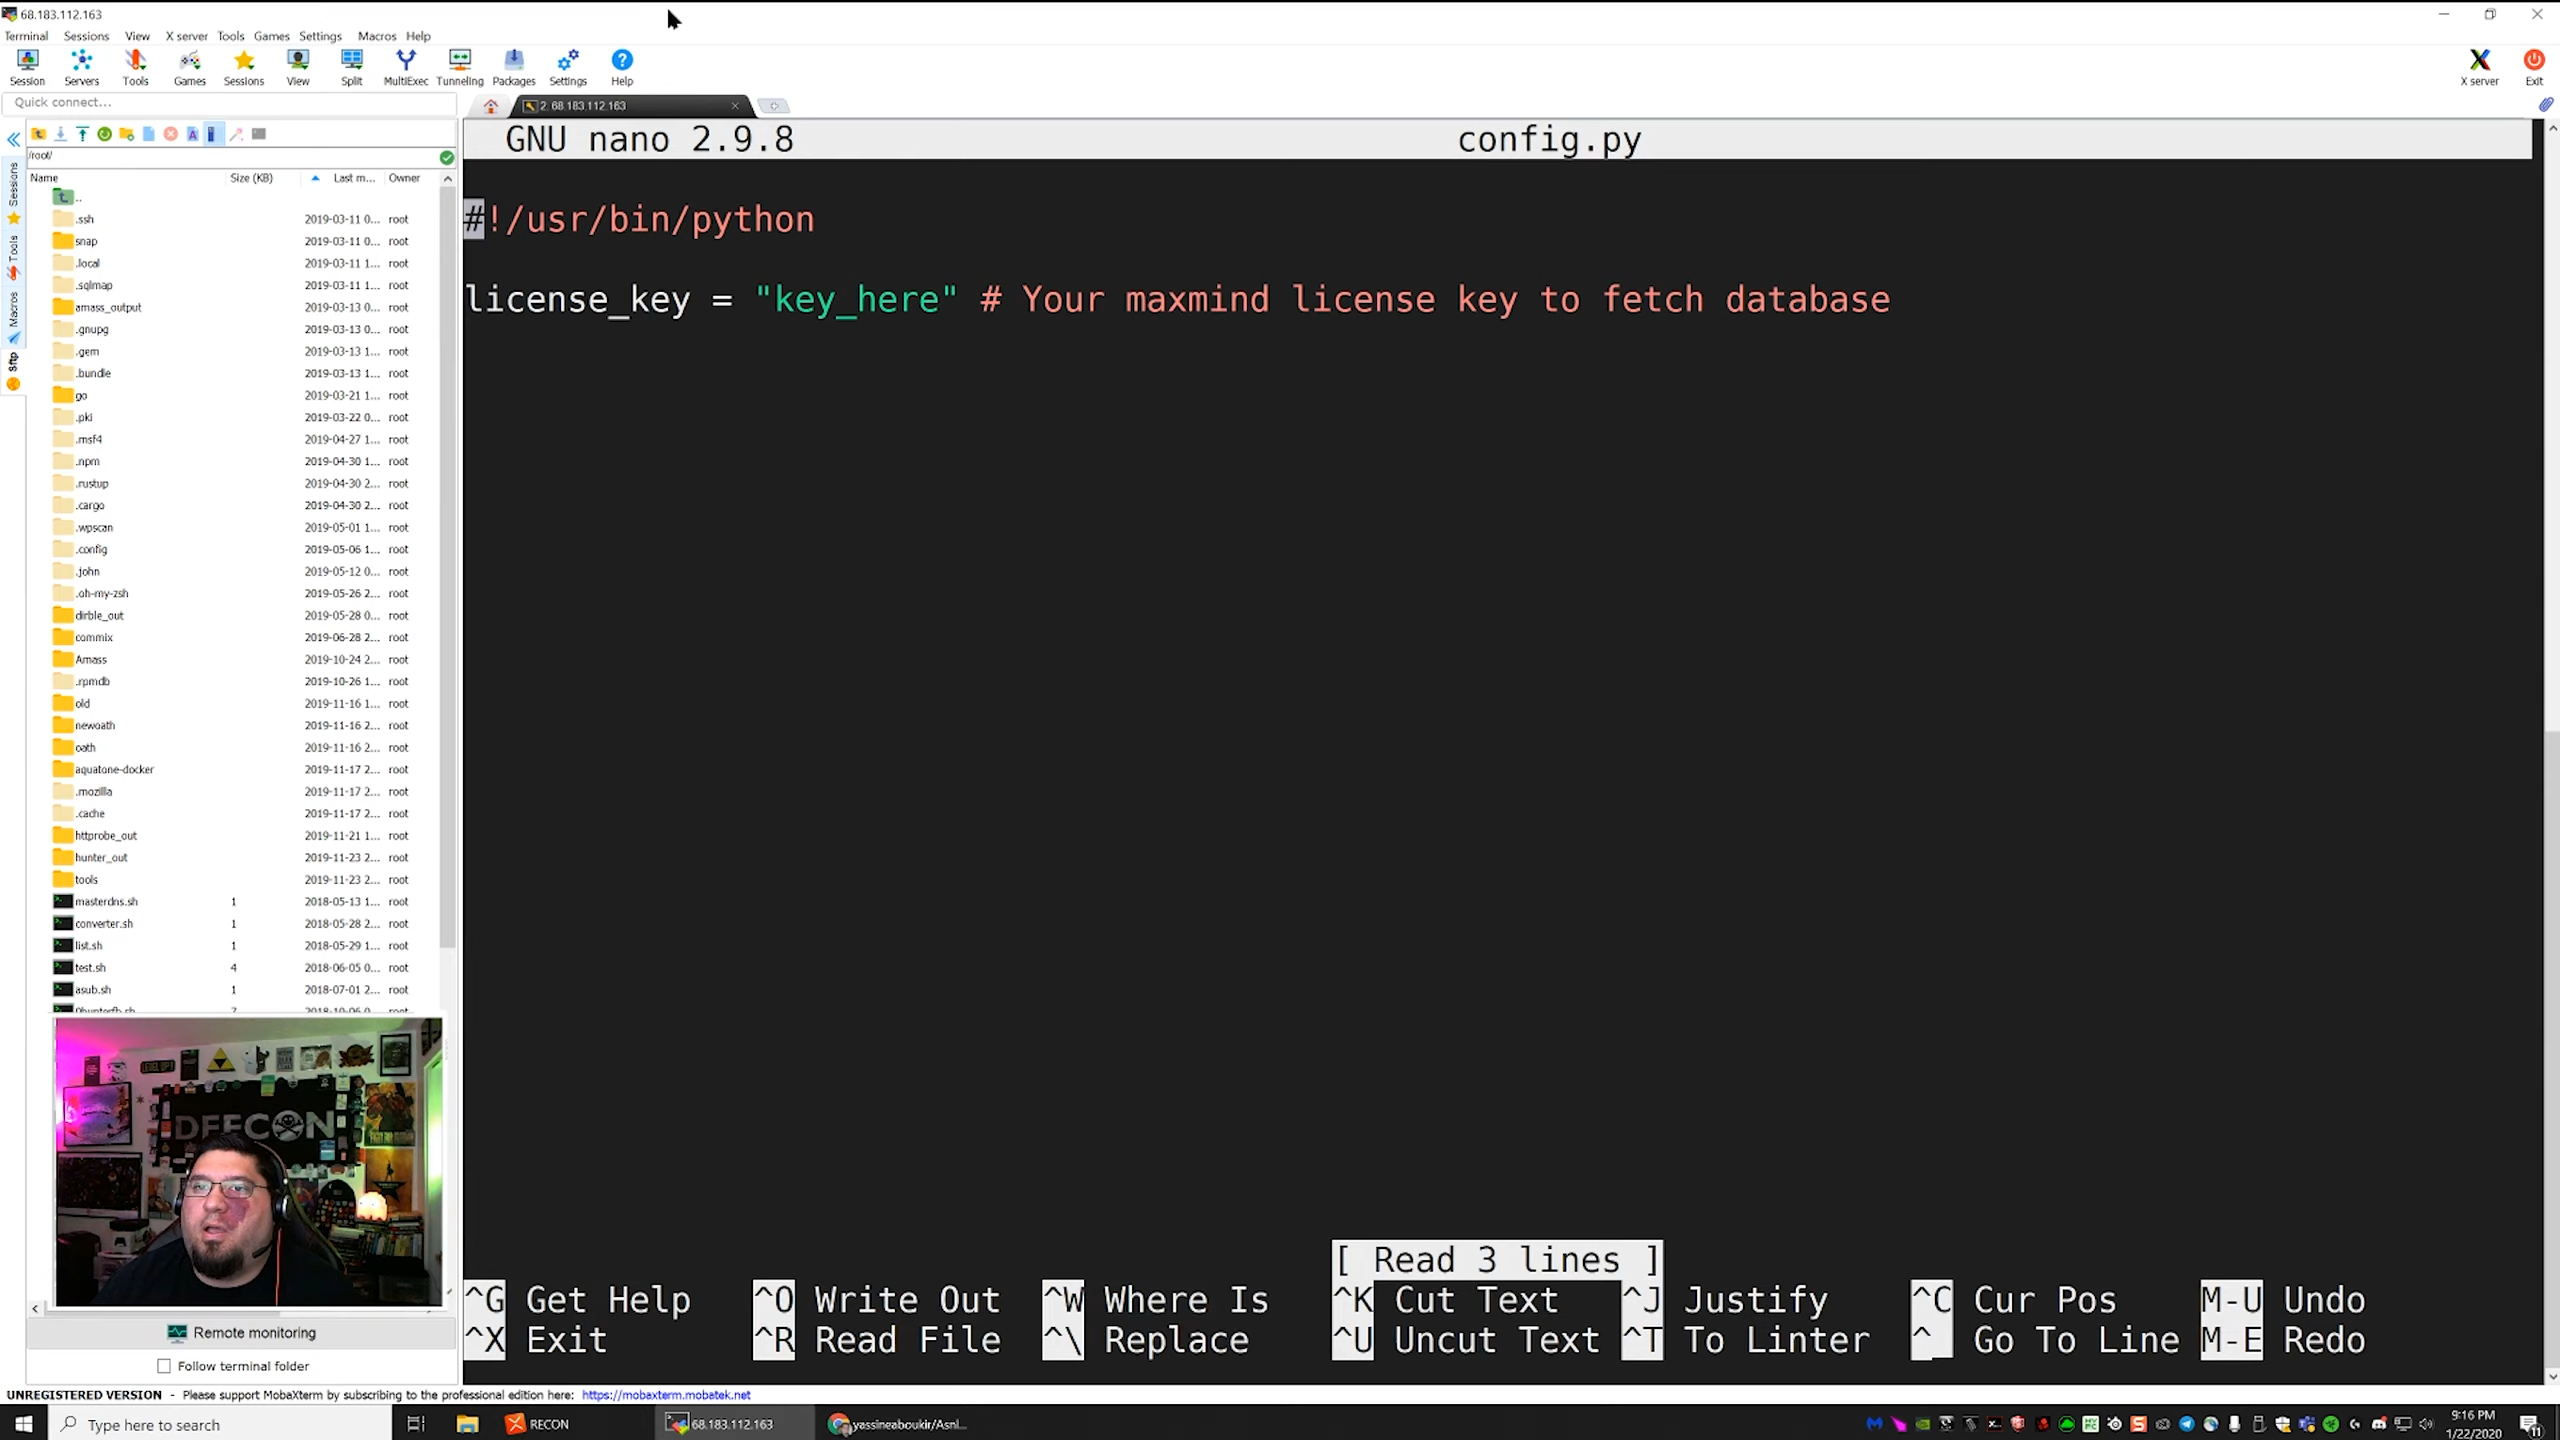 68.183.112.163
Terminal Sessions View X server Tools Games Settings Macros Help
Session Servers Tools Games Sessions View Split MultiExec Tunneling Packages Settings Help X server Exit
Quick connect...
2. 68.183.112.163
/root/
Name Size (KB) Last m... Owner
..
.ssh 2019-03-11 0... root
snap 2019-03-11 0... root
.local 2019-03-11 1... root
.sqlmap 2019-03-11 1... root
amass_output 2019-03-13 0... root
.gnupg 2019-03-13 0... root
.gem 2019-03-13 1... root
.bundle 2019-03-13 1... root
go 2019-03-21 1... root
.pki 2019-03-22 0... root
.msf4 2019-04-27 1... root
.npm 2019-04-30 1... root
.rustup 2019-04-30 2... root
.cargo 2019-04-30 2... root
.wpscan 2019-05-01 1... root
.config 2019-05-06 1... root
.john 2019-05-12 0... root
.oh-my-zsh 2019-05-26 2... root
dirble_out 2019-05-28 0... root
commix 2019-06-28 2... root
Amass 2019-10-24 2... root
.rpmdb 2019-10-26 1... root
old 2019-11-16 1... root
newoath 2019-11-16 2... root
oath 2019-11-16 2... root
aquatone-docker 2019-11-17 2... root
.mozilla 2019-11-17 2... root
.cache 2019-11-17 2... root
httprobe_out 2019-11-21 1... root
hunter_out 2019-11-23 2... root
tools 2019-11-23 2... root
masterdns.sh 1 2018-05-13 1... root
converter.sh 1 2018-05-28 2... root
list.sh 1 2018-05-29 1... root
test.sh 4 2018-06-05 0... root
asub.sh 1 2018-07-01 2... root
Sessions
Tools
Macros
Sftp
GNU nano 2.9.8 config.py
#!/usr/bin/python
license_key = "key_here" # Your maxmind license key to fetch database
[ Read 3 lines ]
^G Get Help ^O Write Out ^W Where Is ^K Cut Text ^J Justify ^C Cur Pos M-U Undo
^X Exit ^R Read File ^\ Replace ^U Uncut Text ^T To Linter ^_ Go To Line M-E Redo
DEFCON
Remote monitoring
Follow terminal folder
UNREGISTERED VERSION - Please support MobaXterm by subscribing to the professional edition here: https://mobaxterm.mobatek.net
Type here to search
RECON
68.183.112.163
yassineaboukir/Asnl...
9:16 PM
1/22/2020
11